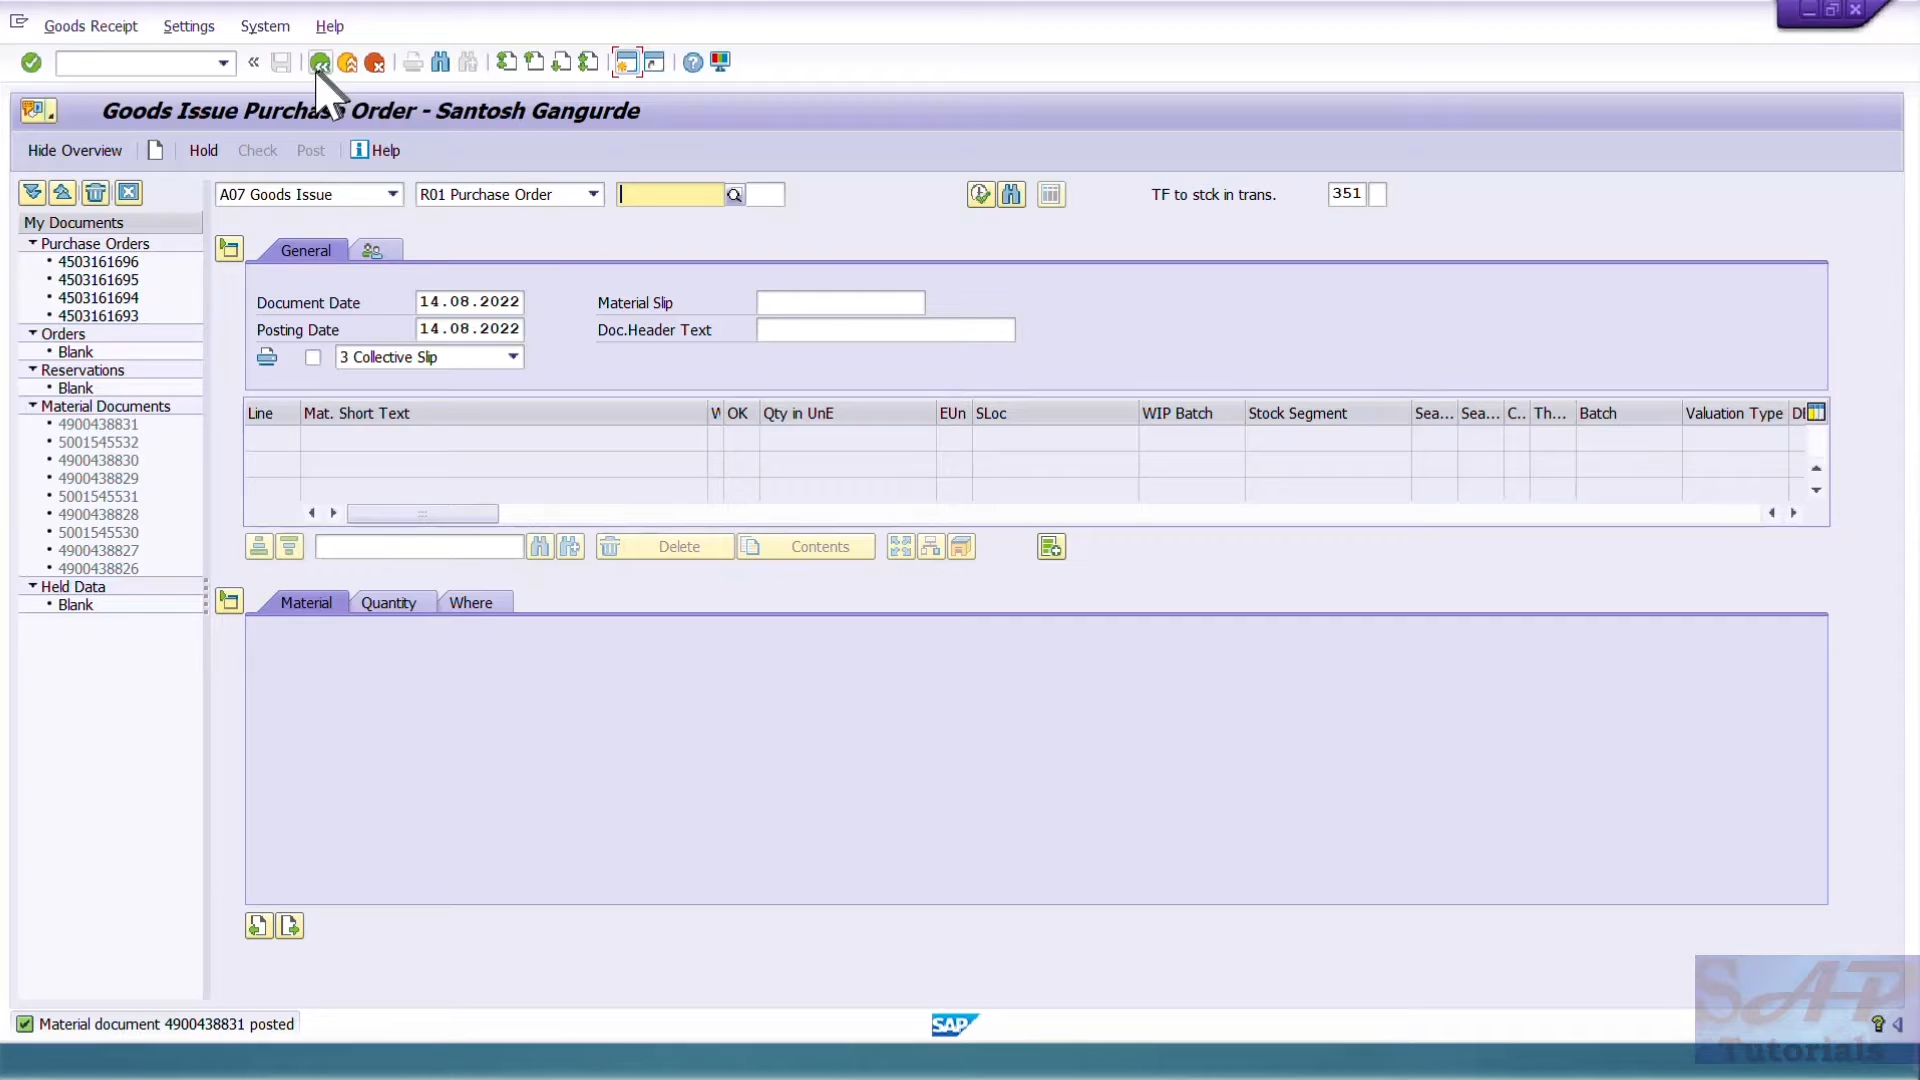 Goods Receipt Settings System Help
Goods Issue Purchase Order - Santosh Gangurde
Hide Overview Hold Check Post Help
A07 Goods Issue R01 Purchase Order TF to stck in trans. 351
My Documents
Purchase Orders
4503161696
4503161695
4503161694
4503161693
Orders
Blank
Reservations
Blank
Material Documents
4900438831
5001545532
4900438830
4900438829
5001545531
4900438828
5001545530
4900438827
4900438826
Held Data
Blank
General
Document Date 14.08.2022 Material Slip
Posting Date 14.08.2022 Doc.Header Text
3 Collective Slip
Line Mat. Short Text OK Qty in UnE EUn SLoc WIP Batch Stock Segment Sea... Sea... C.. Th... Batch Valuation Type
Delete Contents
Material Quantity Where
Material document 4900438831 posted
SAP
SAP
Tutorials